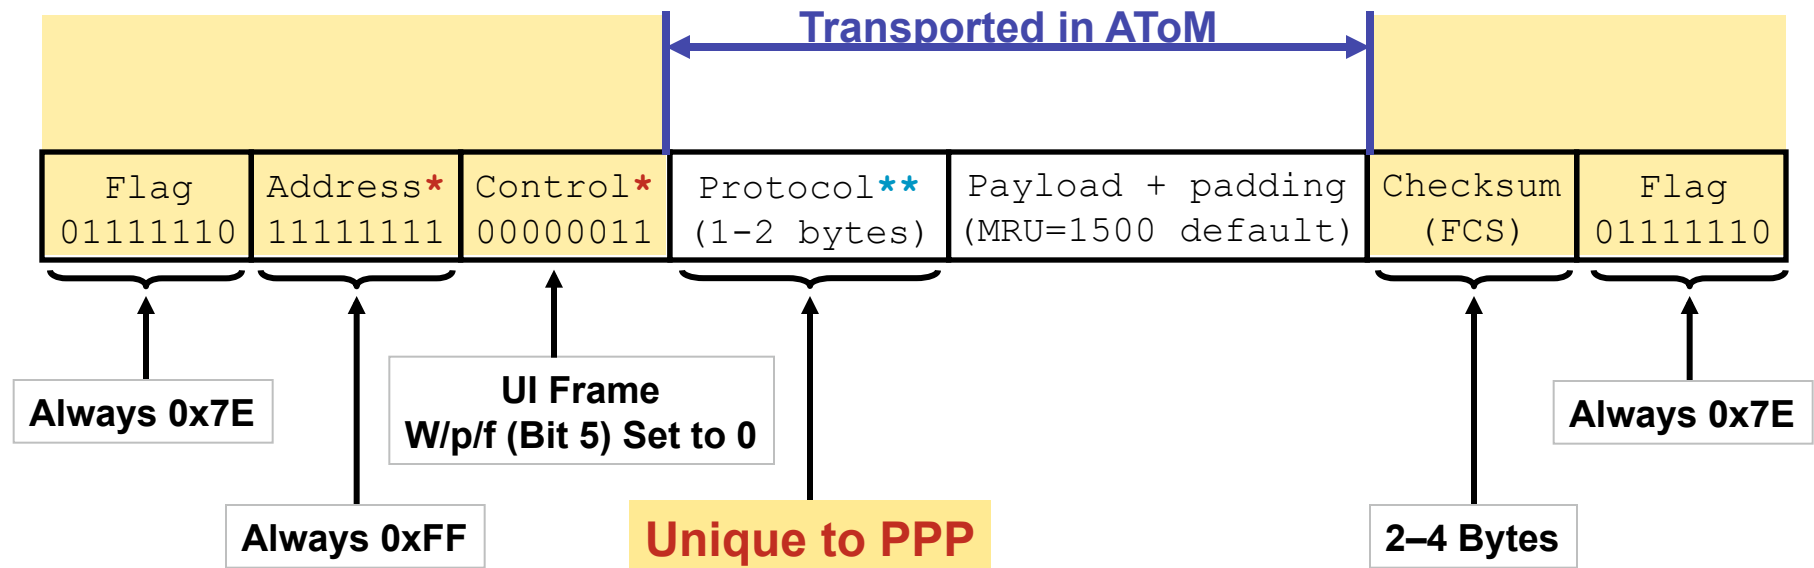 Transported in AToM
Flag Address* Control* Protocol** Payload + padding Checksum Flag
01111110 11111111 00000011 (1-2 bytes) (MRU=1500 default) (FCS) 01111110
Always 0x7E
UI Frame
W/p/f (Bit 5) Set to 0
Always 0x7E
Always 0xFF
Unique to PPP
2–4 Bytes